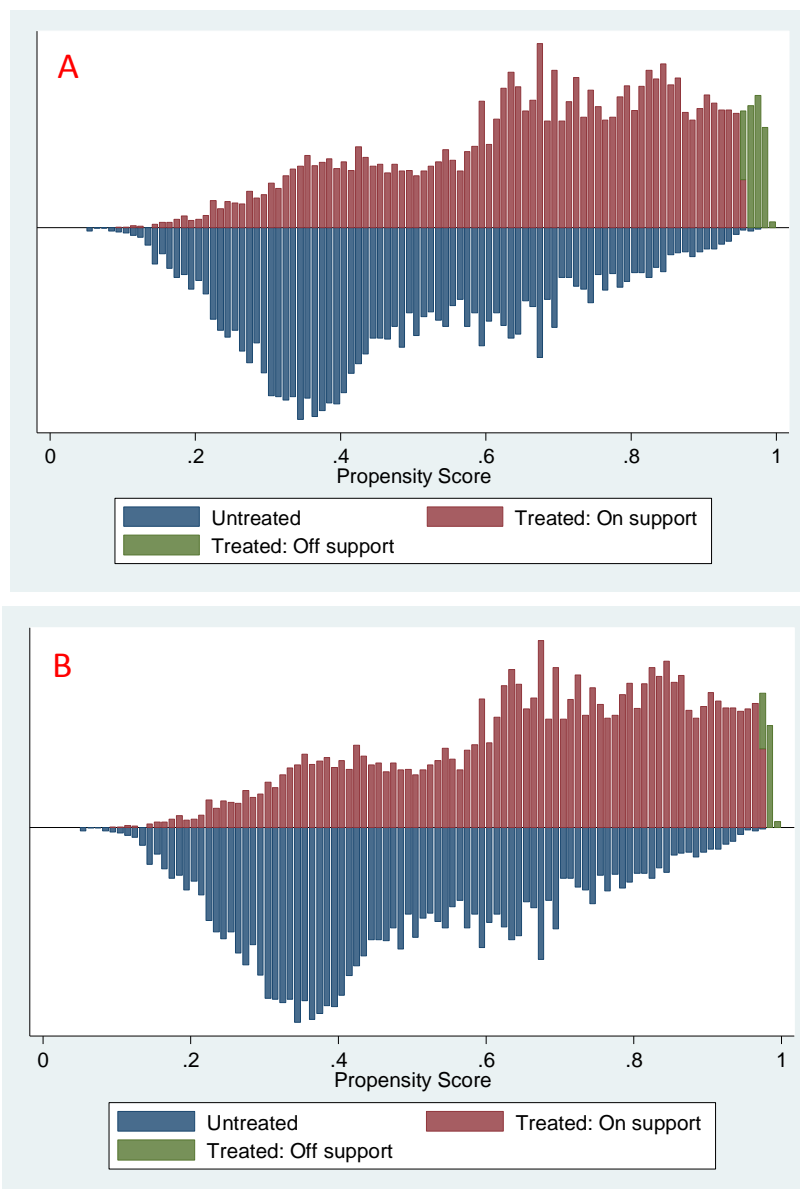 A
0 .2 .4 .6 .8 1
Propensity Score
Untreated Treated: On support
Treated: Off support
B
0 .2 .4 .6 .8 1
Propensity Score
Untreated Treated: On support
Treated: Off support